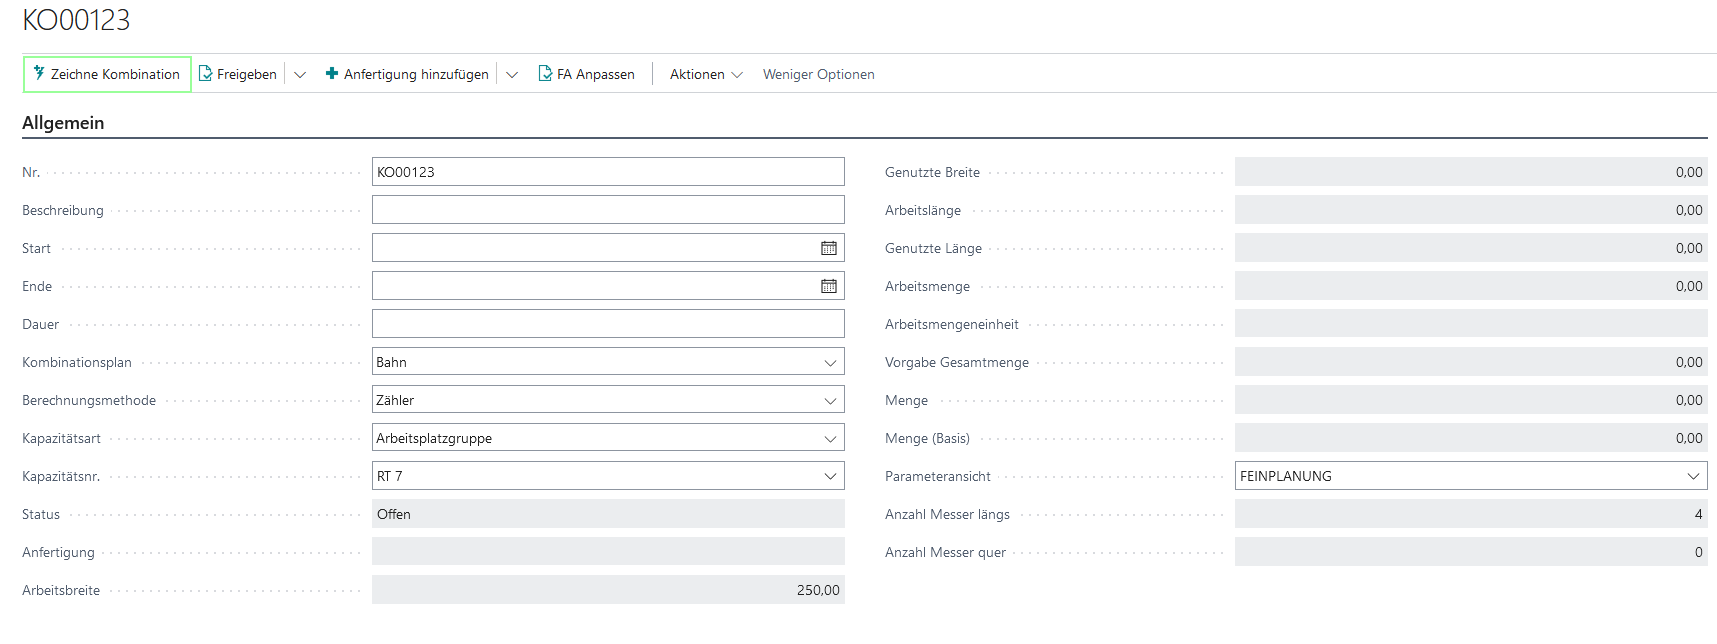 KO00123
Zeichne Kombination Freigeben Anfertigung hinzufügen FA Anpassen Aktionen Weniger Optionen
Allgemein
Nr. KO00123
Beschreibung
Start
Ende
Dauer
Kombinationsplan Bahn
Berechnungsmethode Zähler
Kapazitätsart Arbeitsplatzgruppe
Kapazitätsnr. RT 7
Status Offen
Anfertigung
Arbeitsbreite 250,00
Genutzte Breite 0,00
Arbeitslänge 0,00
Genutzte Länge 0,00
Arbeitsmenge 0,00
Arbeitsmengeneinheit
Vorgabe Gesamtmenge 0,00
Menge 0,00
Menge (Basis) 0,00
Parameteransicht FEINPLANUNG
Anzahl Messer längs 4
Anzahl Messer quer 0